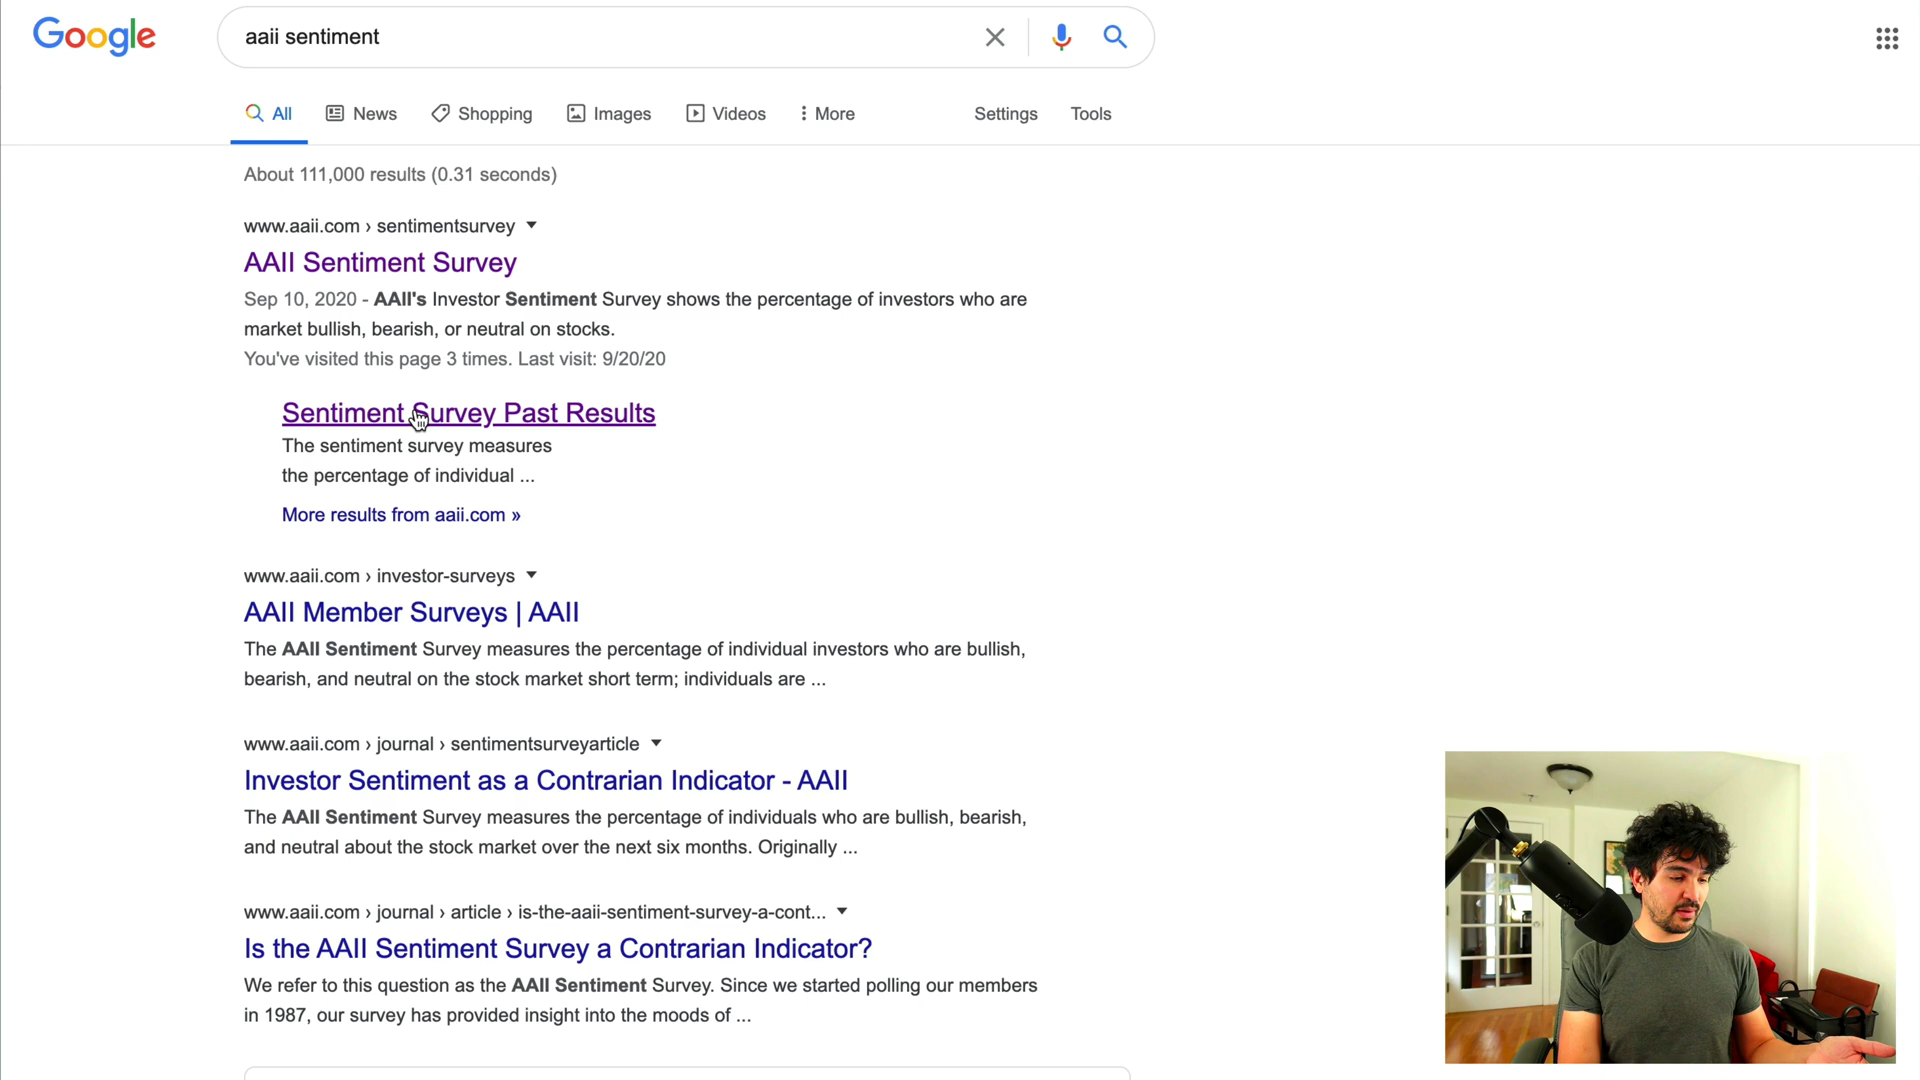 Google
aaii sentiment
All News Shopping Images Videos More Settings Tools
About 111,000 results (0.31 seconds)
www.aaii.com › sentimentsurvey
AAII Sentiment Survey
Sep 10, 2020 - AAII's Investor Sentiment Survey shows the percentage of investors who are
market bullish, bearish, or neutral on stocks.
You've visited this page 3 times. Last visit: 9/20/20
Sentiment Survey Past Results
The sentiment survey measures
the percentage of individual ...
More results from aaii.com »
www.aaii.com › investor-surveys
AAII Member Surveys | AAII
The AAII Sentiment Survey measures the percentage of individual investors who are bullish,
bearish, and neutral on the stock market short term; individuals are ...
www.aaii.com › journal › sentimentsurveyarticle
Investor Sentiment as a Contrarian Indicator - AAII
The AAII Sentiment Survey measures the percentage of individuals who are bullish, bearish,
and neutral about the stock market over the next six months. Originally ...
www.aaii.com › journal › article › is-the-aaii-sentiment-survey-a-cont...
Is the AAII Sentiment Survey a Contrarian Indicator?
We refer to this question as the AAII Sentiment Survey. Since we started polling our members
in 1987, our survey has provided insight into the moods of ...